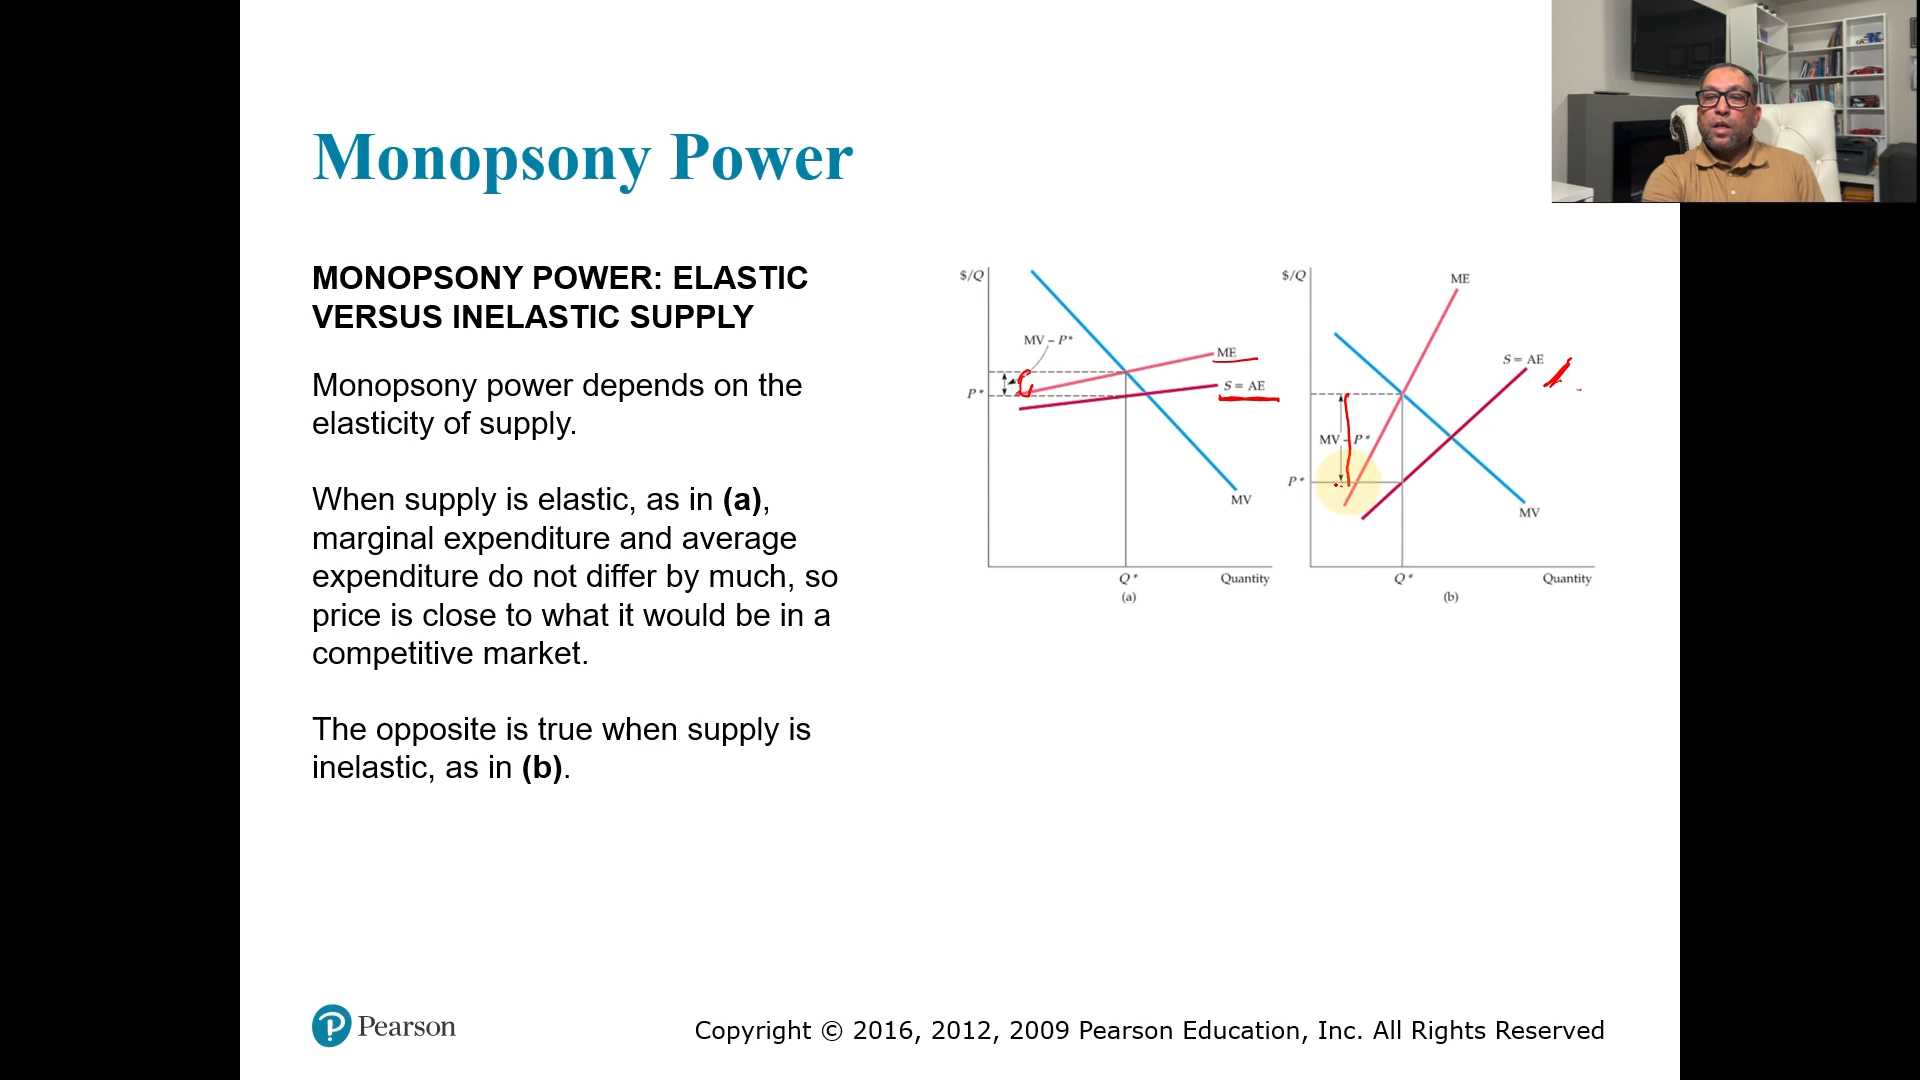 Monopsony Power
MONOPSONY POWER: ELASTIC
VERSUS INELASTIC SUPPLY
Monopsony power depends on the
elasticity of supply.
When supply is elastic, as in (a),
marginal expenditure and average
expenditure do not differ by much, so
price is close to what it would be in a
competitive market.
The opposite is true when supply is
inelastic, as in (b).
$/Q
MV – P*
ME
P*
S = AE
MV
Q*
Quantity
(a)
$/Q
ME
S = AE
MV – P*
P*
MV
Q*
Quantity
(b)
Pearson
Copyright © 2016, 2012, 2009 Pearson Education, Inc. All Rights Reserved